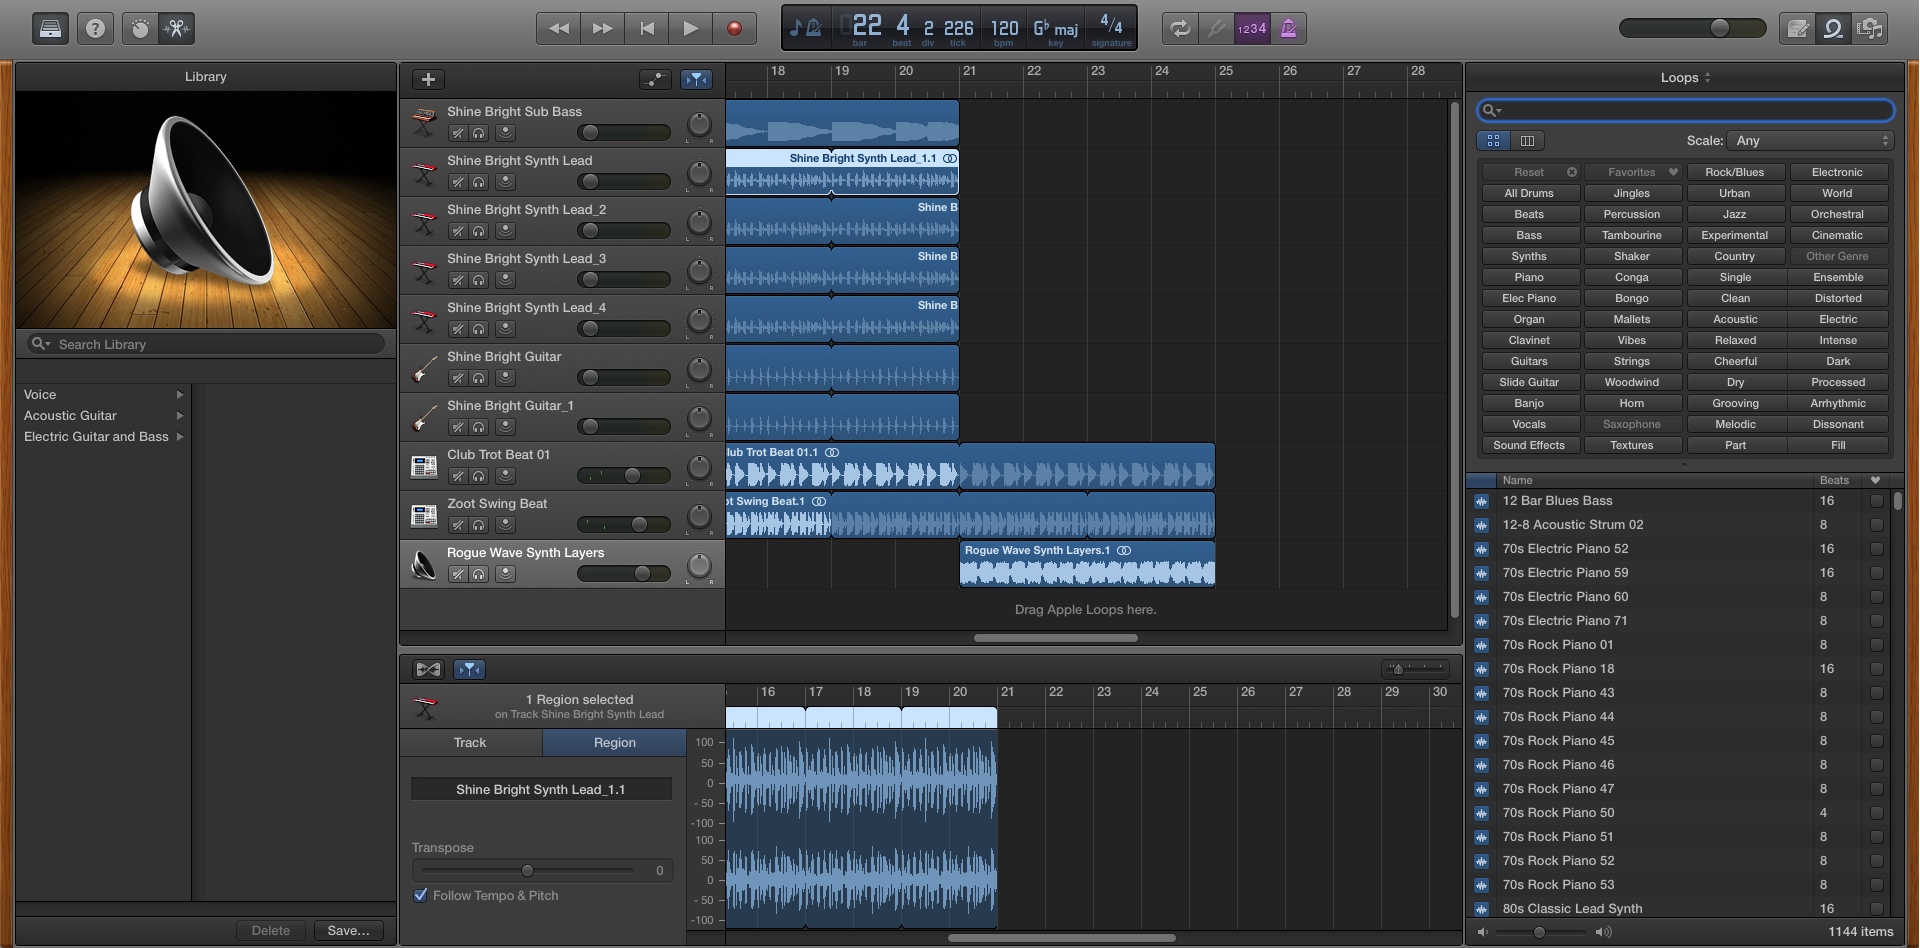 22 4 2 226 120 G♭ maj 4/4
bar beat div tick bpm key signature
1234
Library
Search Library
Voice
Acoustic Guitar
Electric Guitar and Bass
Delete
Save...
18 19 20 21 22 23 24 25 26 27 28
Shine Bright Sub Bass
Shine Bright Synth Lead
Shine Bright Synth Lead_1.1
Shine Bright Synth Lead_2
Shine B
Shine Bright Synth Lead_3
Shine B
Shine Bright Synth Lead_4
Shine B
Shine Bright Guitar
Shine Bright Guitar_1
Club Trot Beat 01
lub Trot Beat 01.1
Zoot Swing Beat
ot Swing Beat.1
Rogue Wave Synth Layers
Rogue Wave Synth Layers.1
Drag Apple Loops here.
1 Region selected
on Track Shine Bright Synth Lead
Track Region
Shine Bright Synth Lead_1.1
Transpose
0
Follow Tempo & Pitch
16 17 18 19 20 21 22 23 24 25 26 27 28 29 30
100
50
0
- 50
-100
100
50
0
- 50
-100
Loops
Scale: Any
Reset Favorites Rock/Blues Electronic
All Drums Jingles Urban World
Beats Percussion Jazz Orchestral
Bass Tambourine Experimental Cinematic
Synths Shaker Country Other Genre
Piano Conga Single Ensemble
Elec Piano Bongo Clean Distorted
Organ Mallets Acoustic Electric
Clavinet Vibes Relaxed Intense
Guitars Strings Cheerful Dark
Slide Guitar Woodwind Dry Processed
Banjo Horn Grooving Arrhythmic
Vocals Saxophone Melodic Dissonant
Sound Effects Textures Part Fill
Name Beats
12 Bar Blues Bass 16
12-8 Acoustic Strum 02 8
70s Electric Piano 52 16
70s Electric Piano 59 16
70s Electric Piano 60 8
70s Electric Piano 71 8
70s Rock Piano 01 8
70s Rock Piano 18 16
70s Rock Piano 43 8
70s Rock Piano 44 8
70s Rock Piano 45 8
70s Rock Piano 46 8
70s Rock Piano 47 8
70s Rock Piano 50 4
70s Rock Piano 51 8
70s Rock Piano 52 8
70s Rock Piano 53 8
80s Classic Lead Synth 16
1144 items